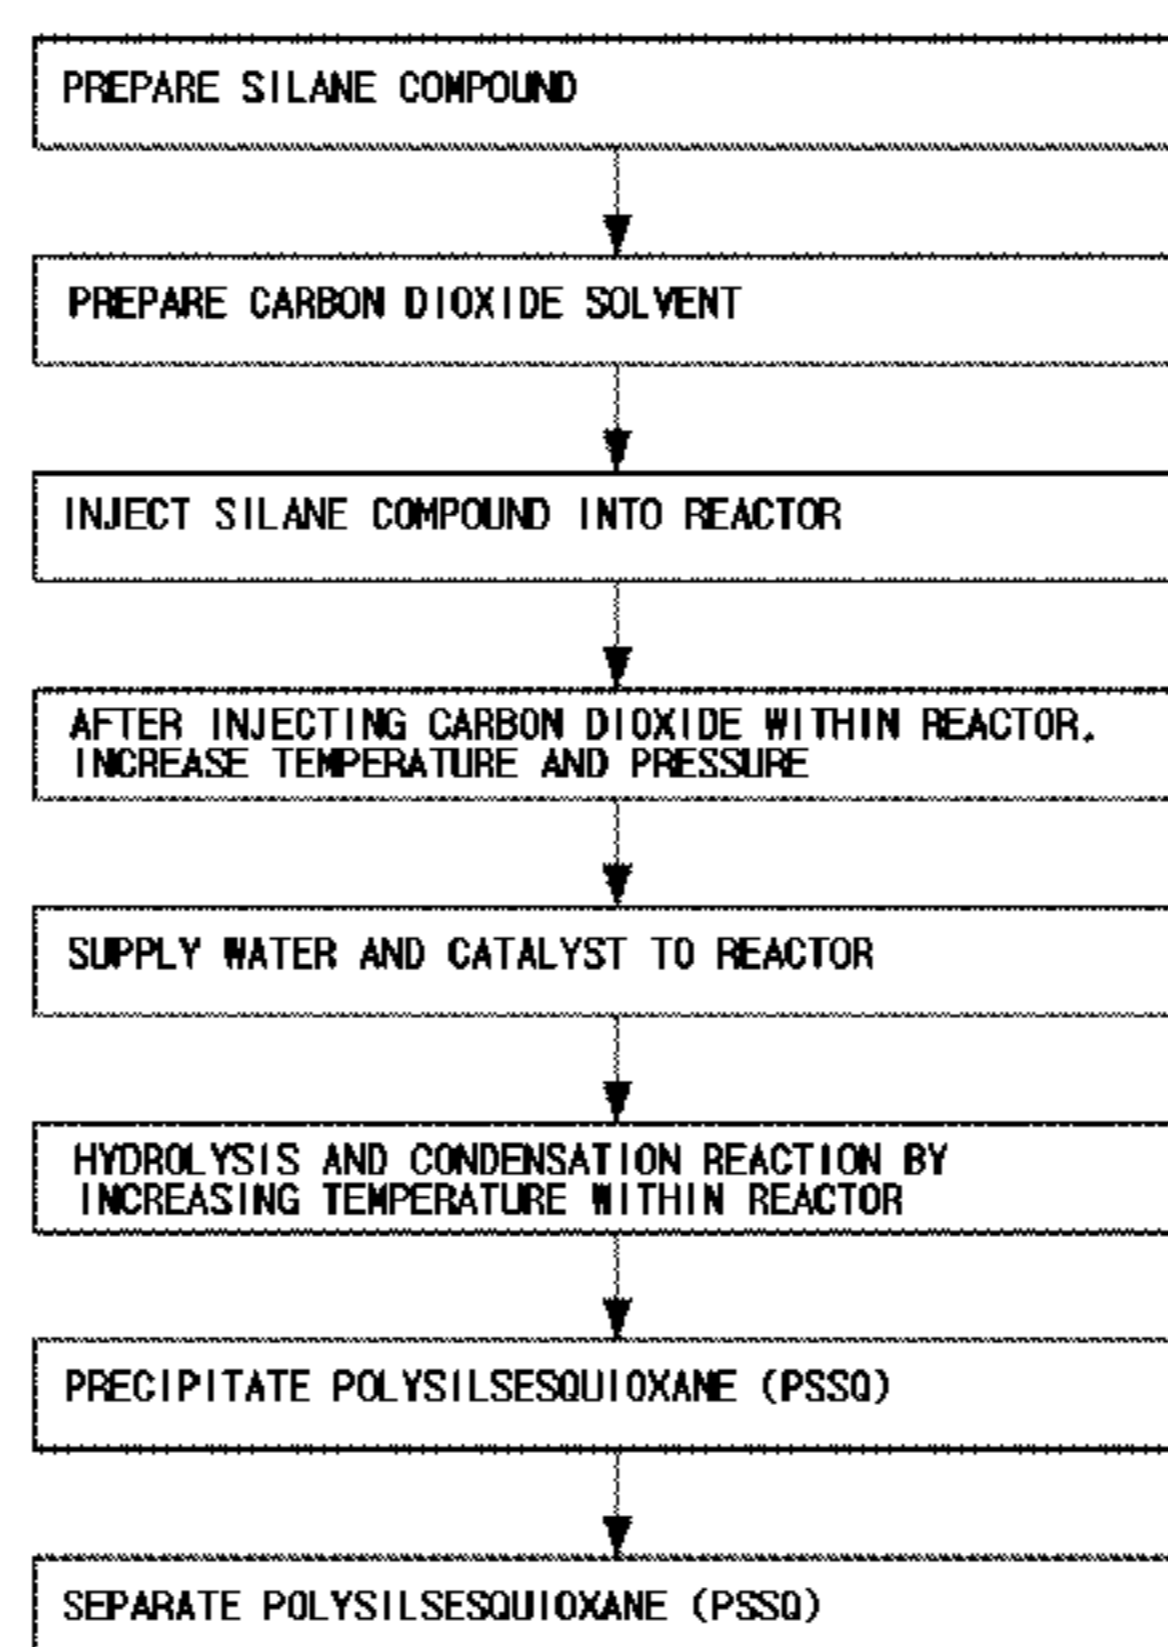 PREPARE SILANE COMPOUND
PREPARE CARBON DIOXIDE SOLVENT
INJECT SILANE COMPOUND INTO REACTOR
AFTER INJECTING CARBON DIOXIDE WITHIN REACTOR,
INCREASE TEMPERATURE AND PRESSURE
SUPPLY WATER AND CATALYST TO REACTOR
HYDROLYSIS AND CONDENSATION REACTION BY
INCREASING TEMPERATURE WITHIN REACTOR
PRECIPITATE POLYSILSESQUIOXANE (PSSQ)
SEPARATE POLYSILSESQUIOXANE (PSSQ)